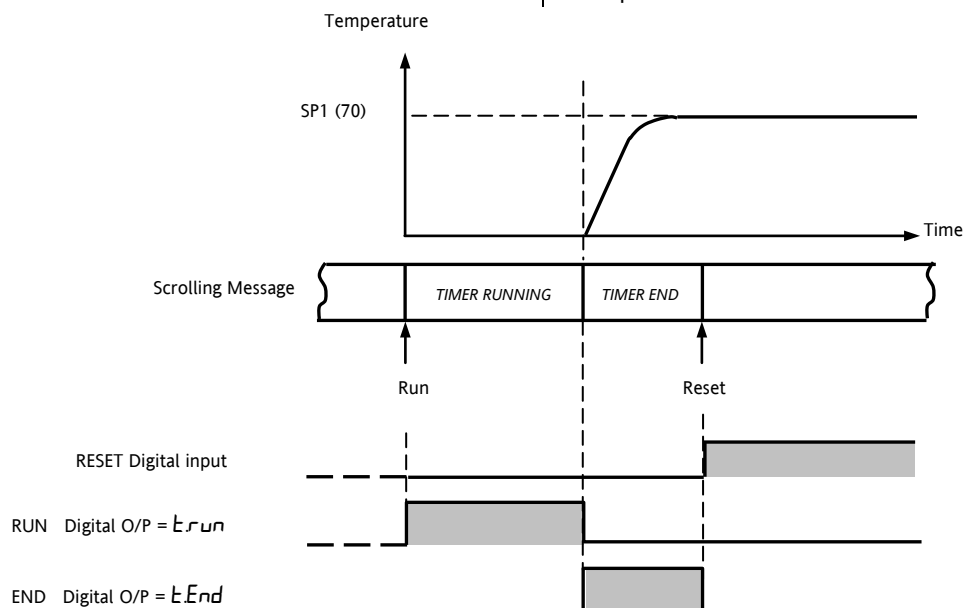 Temperature
SP1 (70)
Time
Scrolling Message
TIMER RUNNING
TIMER END
Run
Reset
RESET Digital input
RUN Digital O/P = t.run
END Digital O/P = t.End